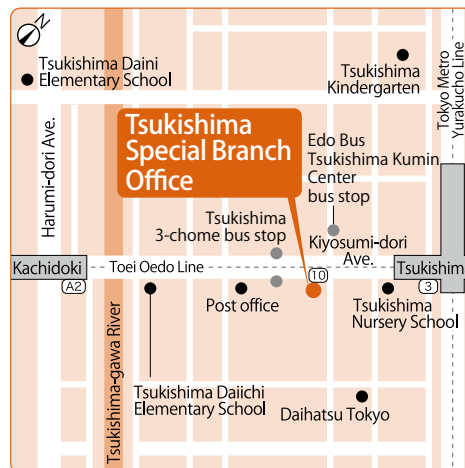 N
Tsukishima Daini
Elementary School
Tsukishima
Kindergarten
Tokyo Metro
Yurakucho Line
Harumi-dori Ave.
Tsukishima
Special Branch
Office
Edo Bus
Tsukishima Kumin
Center
bus stop
Tsukishima
3-chome bus stop
Kiyosumi-dori
Ave.
Kachidoki
Toei Oedo Line
Tsukishim
A2
10
3
Post office
Tsukishima
Nursery School
Tsukishima-gawa River
Tsukishima Daiichi
Elementary School
Daihatsu Tokyo